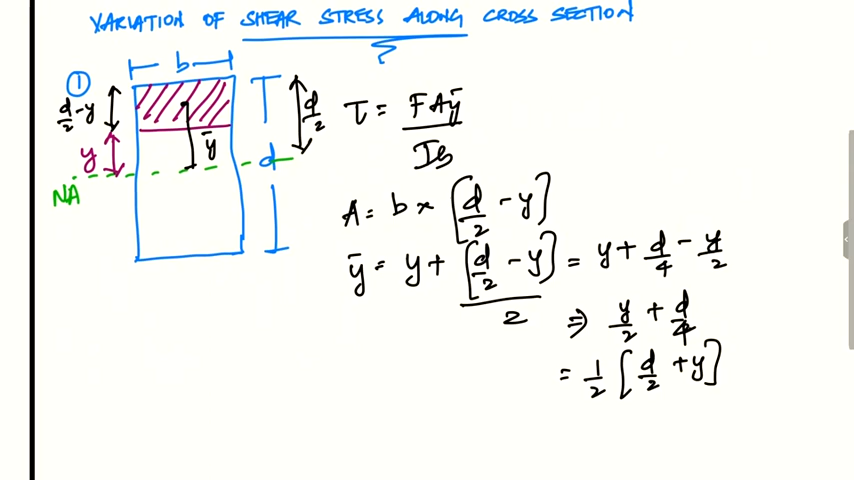 VARIATION OF SHEAR STRESS ALONG CROSS SECTION
①
b
d/2 - y
y
NA
ȳ
d
d/2
τ = FAȳ / Ib
A = b × [d/2 - y]
ȳ = y + [d/2 - y] / 2 = y + d/4 - y/2
⇒ y/2 + d/4
= 1/2 [d/2 + y]